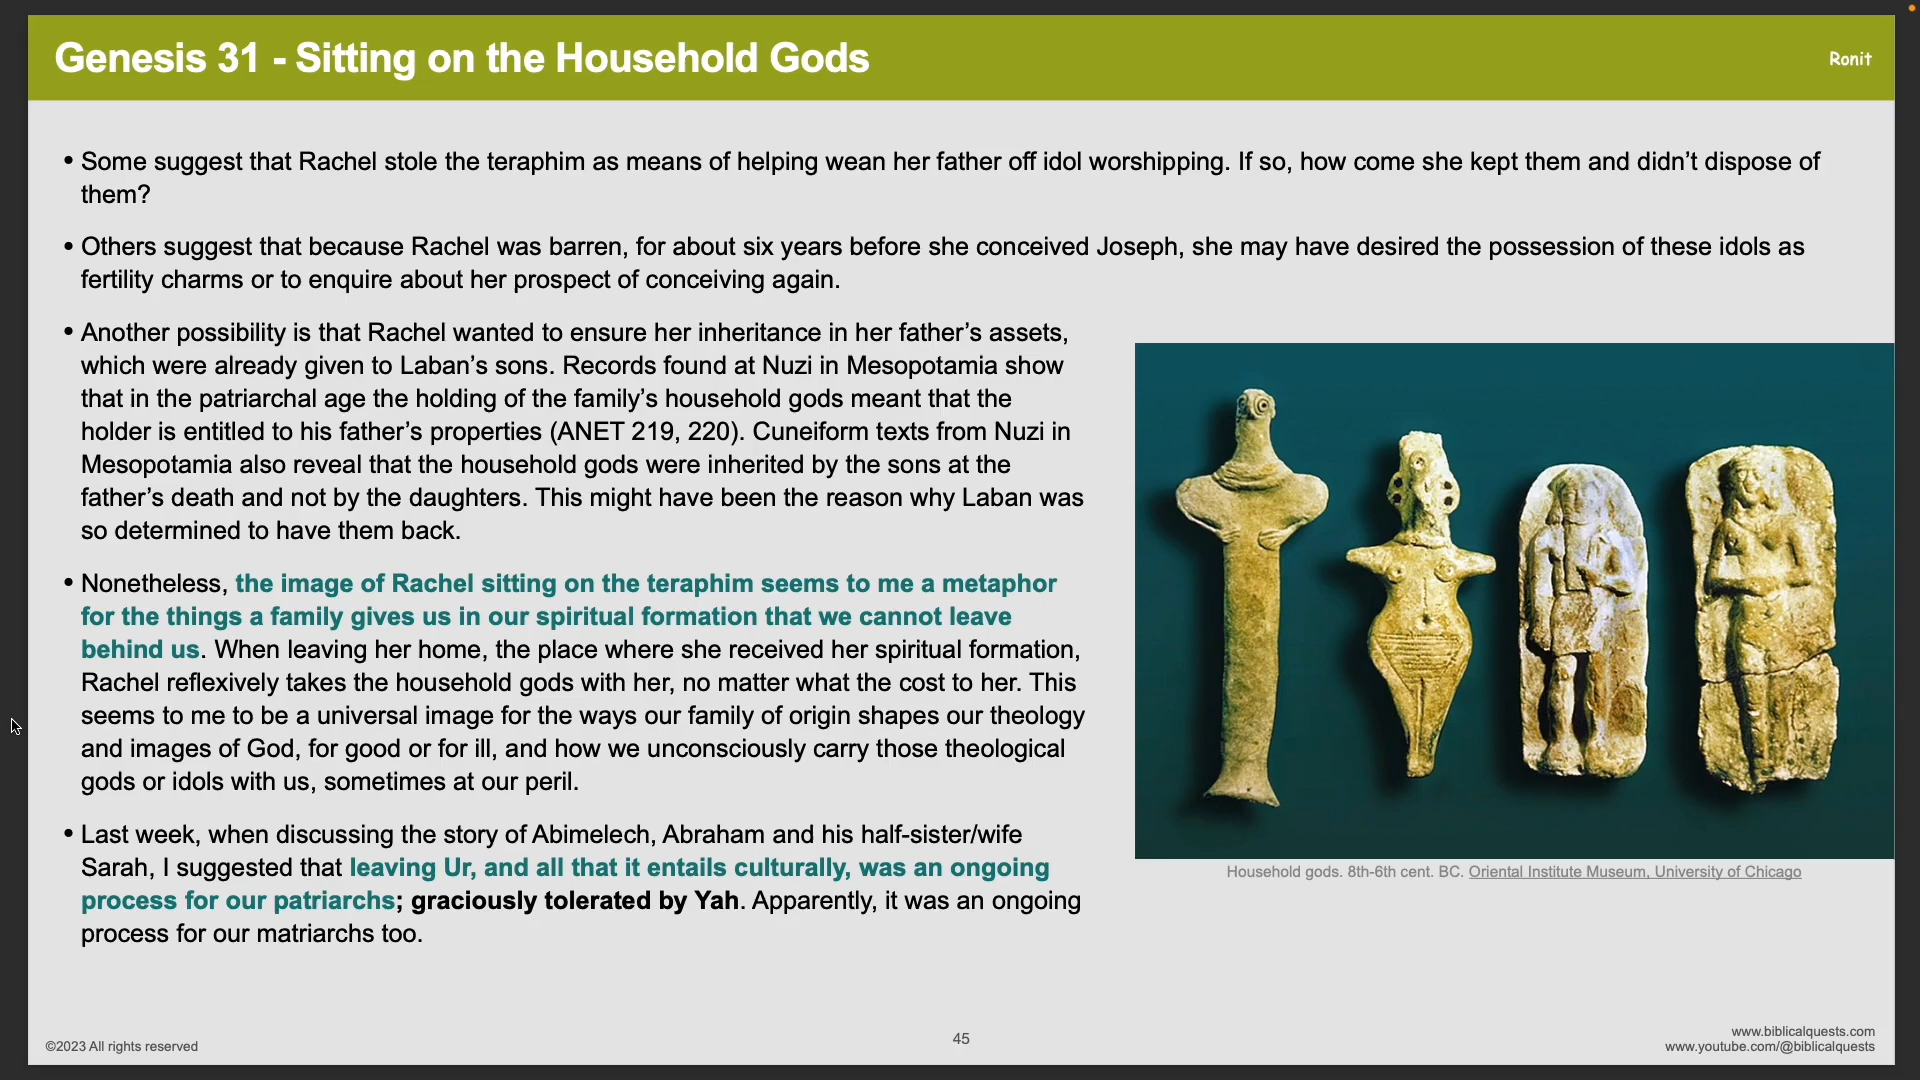 Genesis 31 - Sitting on the Household Gods
Ronit
• Some suggest that Rachel stole the teraphim as means of helping wean her father off idol worshipping. If so, how come she kept them and didn’t dispose of
them?
• Others suggest that because Rachel was barren, for about six years before she conceived Joseph, she may have desired the possession of these idols as
fertility charms or to enquire about her prospect of conceiving again.
• Another possibility is that Rachel wanted to ensure her inheritance in her father’s assets,
which were already given to Laban’s sons. Records found at Nuzi in Mesopotamia show
that in the patriarchal age the holding of the family’s household gods meant that the
holder is entitled to his father’s properties (ANET 219, 220). Cuneiform texts from Nuzi in
Mesopotamia also reveal that the household gods were inherited by the sons at the
father’s death and not by the daughters. This might have been the reason why Laban was
so determined to have them back.
• Nonetheless, the image of Rachel sitting on the teraphim seems to me a metaphor
for the things a family gives us in our spiritual formation that we cannot leave
behind us. When leaving her home, the place where she received her spiritual formation,
Rachel reflexively takes the household gods with her, no matter what the cost to her. This
seems to me to be a universal image for the ways our family of origin shapes our theology
and images of God, for good or for ill, and how we unconsciously carry those theological
gods or idols with us, sometimes at our peril.
• Last week, when discussing the story of Abimelech, Abraham and his half-sister/wife
Sarah, I suggested that leaving Ur, and all that it entails culturally, was an ongoing
process for our patriarchs; graciously tolerated by Yah. Apparently, it was an ongoing
process for our matriarchs too.
Household gods. 8th-6th cent. BC. Oriental Institute Museum, University of Chicago
©2023 All rights reserved
45
www.biblicalquests.com
www.youtube.com/@biblicalquests